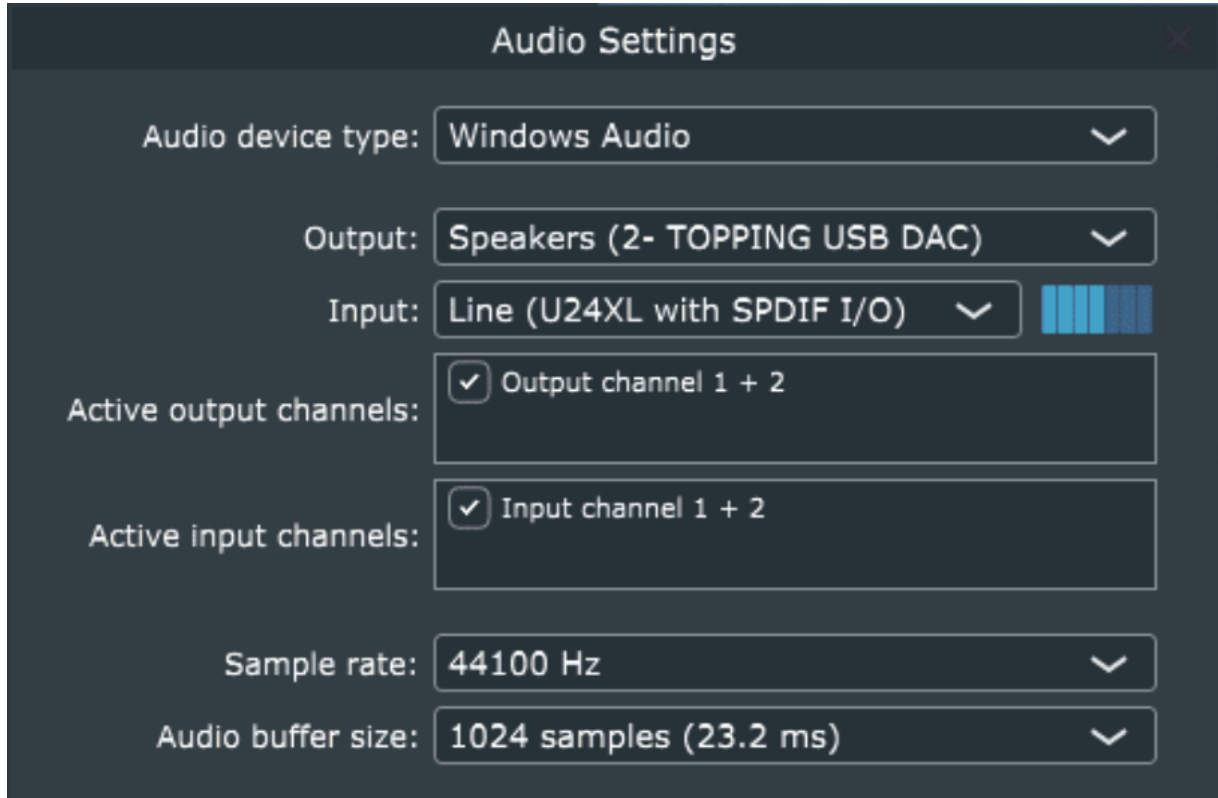 Audio Settings
Audio device type: Windows Audio
Output: Speakers (2- TOPPING USB DAC)
Input: Line (U24XL with SPDIF I/O)
Active output channels: Output channel 1 + 2
Active input channels: Input channel 1 + 2
Sample rate: 44100 Hz
Audio buffer size: 1024 samples (23.2 ms)